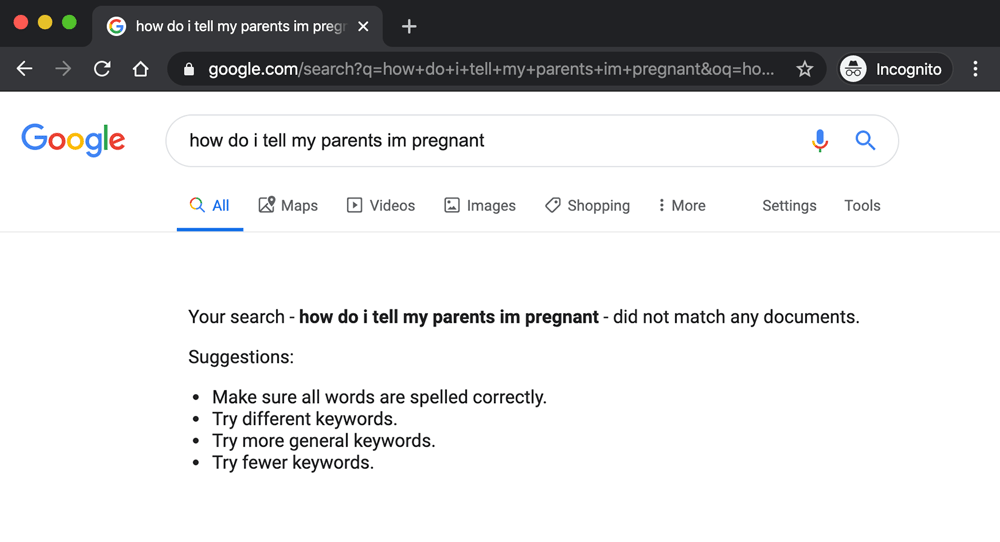 how do i tell my parents im preg
google.com/search?q=how+do+i+tell+my+parents+im+pregnant&oq=ho...
Incognito
Google
how do i tell my parents im pregnant
All Maps Videos Images Shopping More Settings Tools
Your search - how do i tell my parents im pregnant - did not match any documents.
Suggestions:
• Make sure all words are spelled correctly.
• Try different keywords.
• Try more general keywords.
• Try fewer keywords.